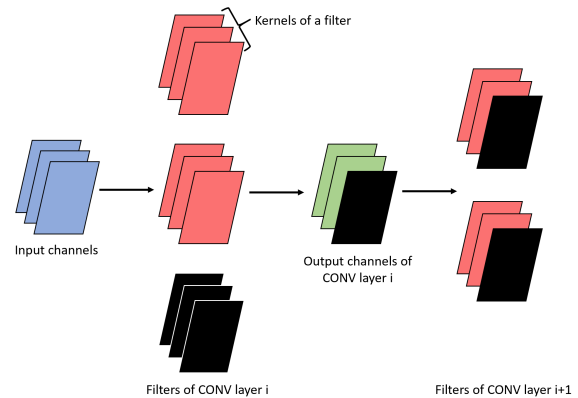 Kernels of a filter
Input channels
Output channels of
CONV layer i
Filters of CONV layer i
Filters of CONV layer i+1